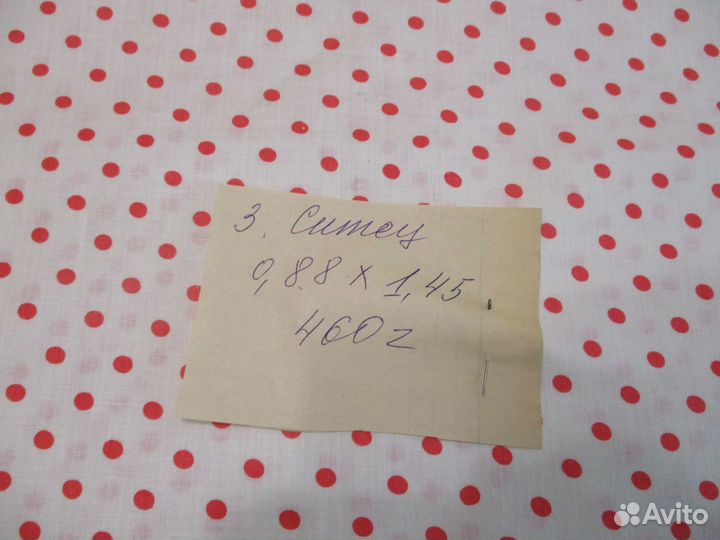 3. Ситец
0,88 х 1,45
460г
Avito